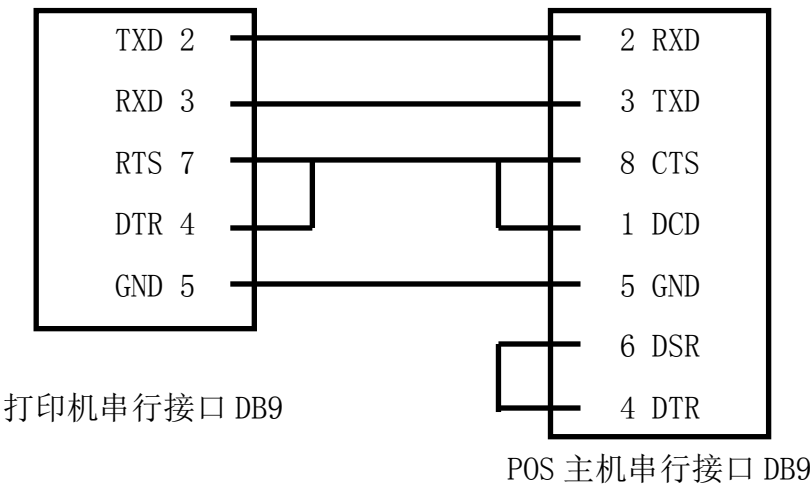 TXD 2
2 RXD
RXD 3
3 TXD
RTS 7
8 CTS
DTR 4
1 DCD
GND 5
5 GND
6 DSR
4 DTR
打印机串行接口 DB9
POS 主机串行接口 DB9